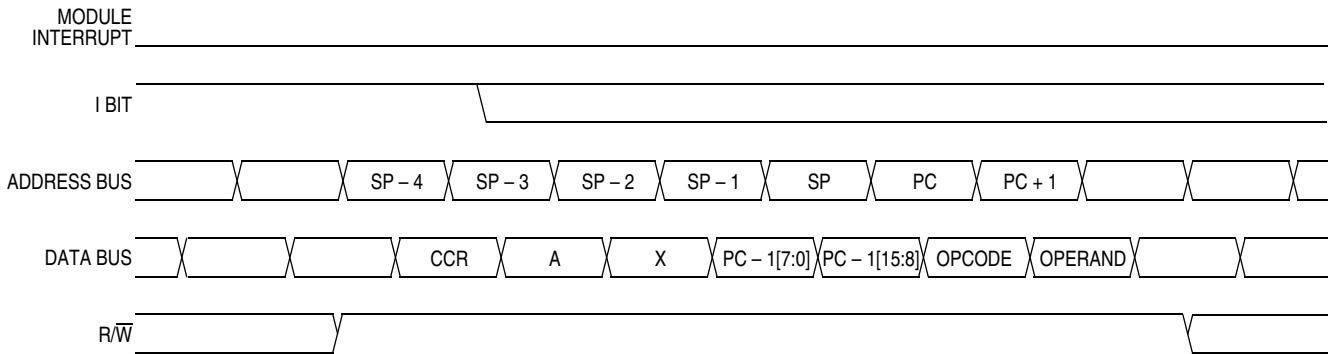 MODULE
INTERRUPT
I BIT
ADDRESS BUS SP – 4 SP – 3 SP – 2 SP – 1 SP PC PC + 1
DATA BUS CCR A X PC – 1[7:0] PC – 1[15:8] OPCODE OPERAND
R/W̅